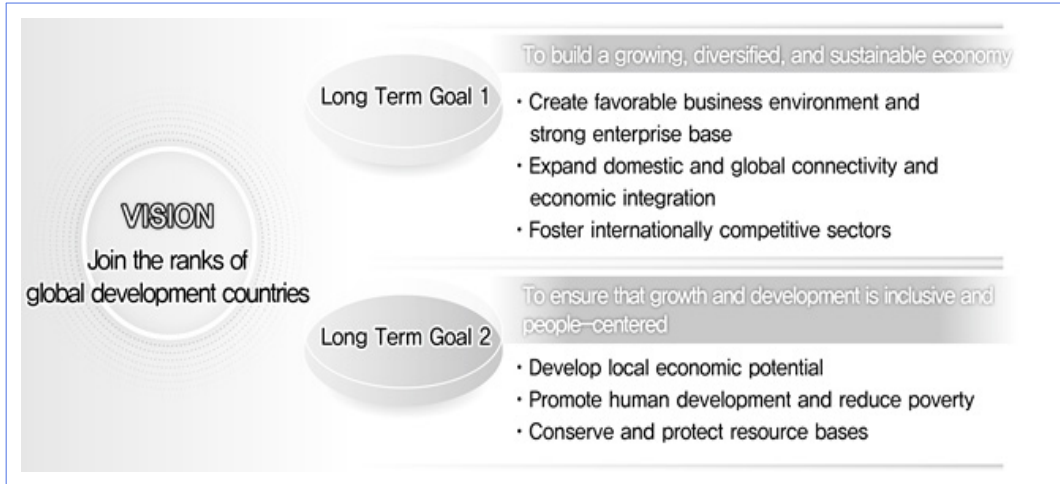 VISION
Join the ranks of
global development countries
Long Term Goal 1
To build a growing, diversified, and sustainable economy
· Create favorable business environment and
strong enterprise base
· Expand domestic and global connectivity and
economic integration
· Foster internationally competitive sectors
Long Term Goal 2
To ensure that growth and development is inclusive and
people-centered
· Develop local economic potential
· Promote human development and reduce poverty
· Conserve and protect resource bases